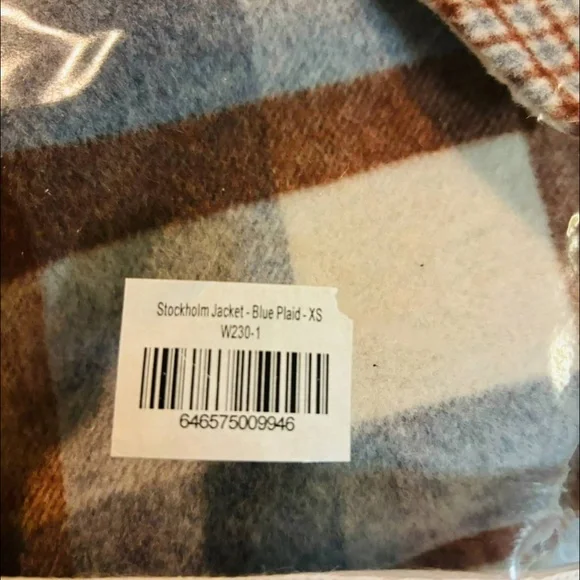 Stockholm Jacket - Blue Plaid - XS
W230-1
646575009946